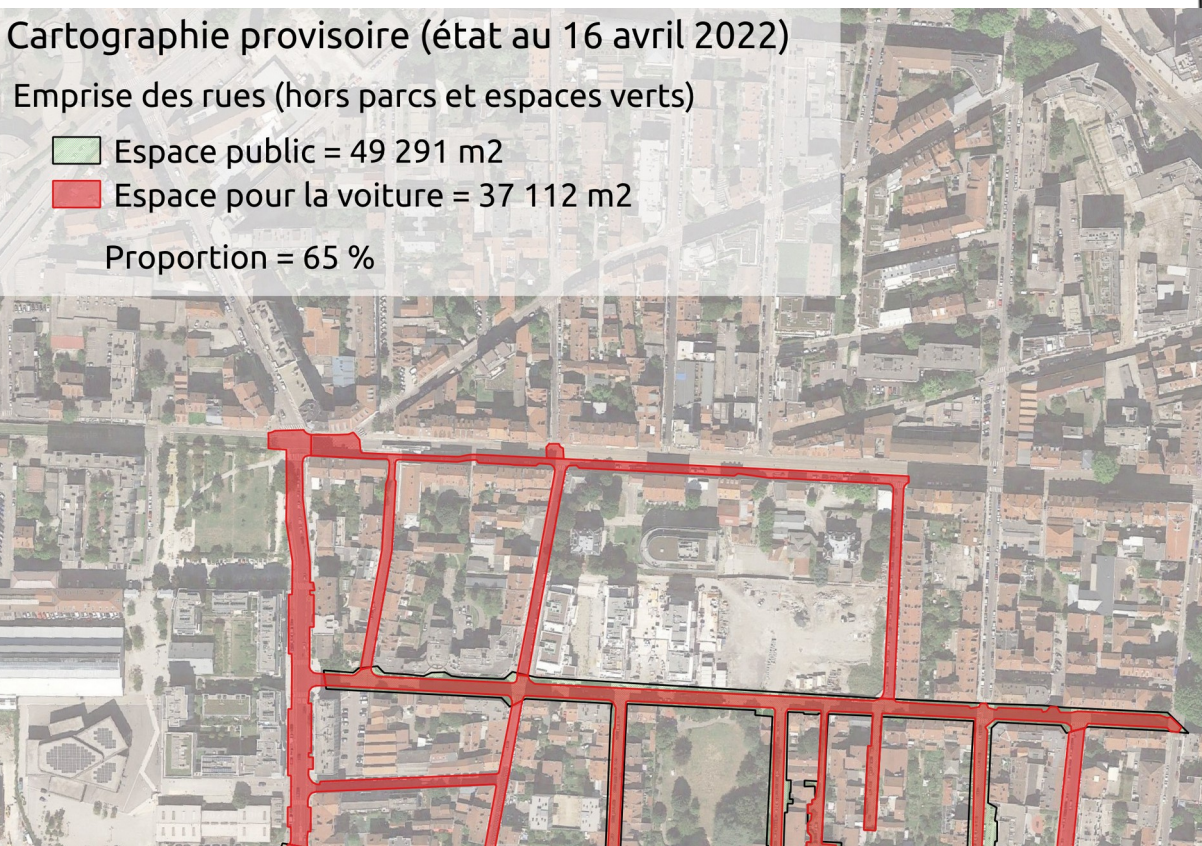 Cartographie provisoire (état au 16 avril 2022)
Emprise des rues (hors parcs et espaces verts)
Espace public = 49 291 m2
Espace pour la voiture = 37 112 m2
Proportion = 65 %